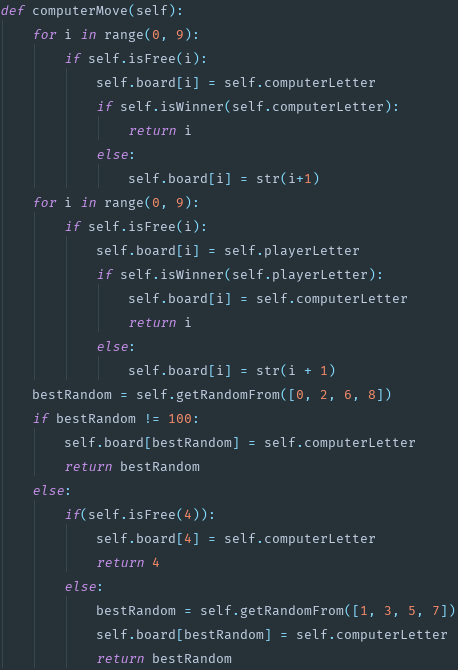 def computerMove(self):
    for i in range(0, 9):
        if self.isFree(i):
            self.board[i] = self.computerLetter
            if self.isWinner(self.computerLetter):
                return i
            else:
                self.board[i] = str(i+1)
    for i in range(0, 9):
        if self.isFree(i):
            self.board[i] = self.playerLetter
            if self.isWinner(self.playerLetter):
                self.board[i] = self.computerLetter
                return i
            else:
                self.board[i] = str(i + 1)
    bestRandom = self.getRandomFrom([0, 2, 6, 8])
    if bestRandom != 100:
        self.board[bestRandom] = self.computerLetter
        return bestRandom
    else:
        if(self.isFree(4)):
            self.board[4] = self.computerLetter
            return 4
        else:
            bestRandom = self.getRandomFrom([1, 3, 5, 7])
            self.board[bestRandom] = self.computerLetter
            return bestRandom